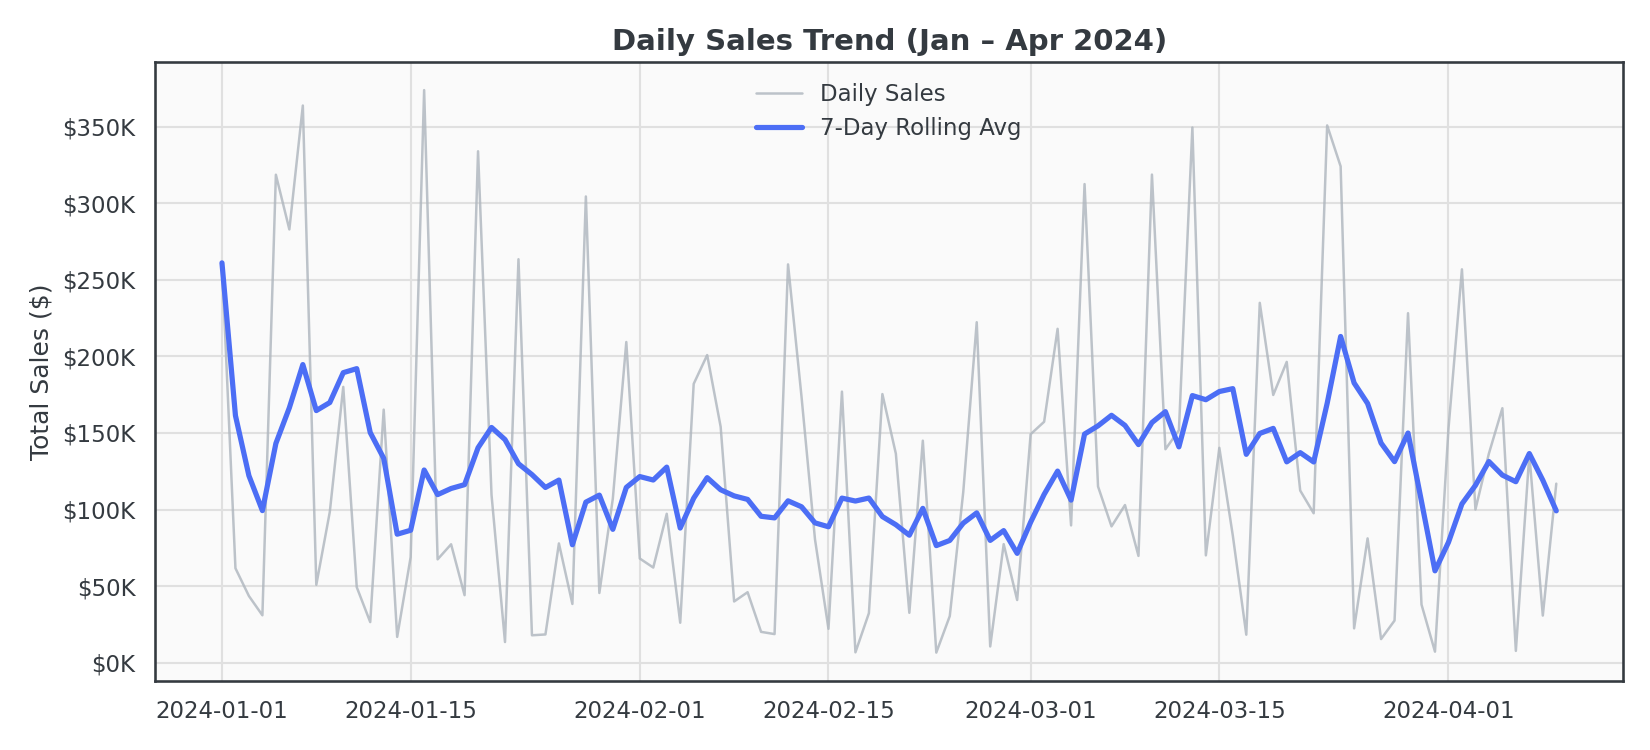 Daily Sales Trend (Jan – Apr 2024)
Daily Sales
7-Day Rolling Avg
Total Sales ($)
$350K
$300K
$250K
$200K
$150K
$100K
$50K
$0K
2024-01-01
2024-01-15
2024-02-01
2024-02-15
2024-03-01
2024-03-15
2024-04-01